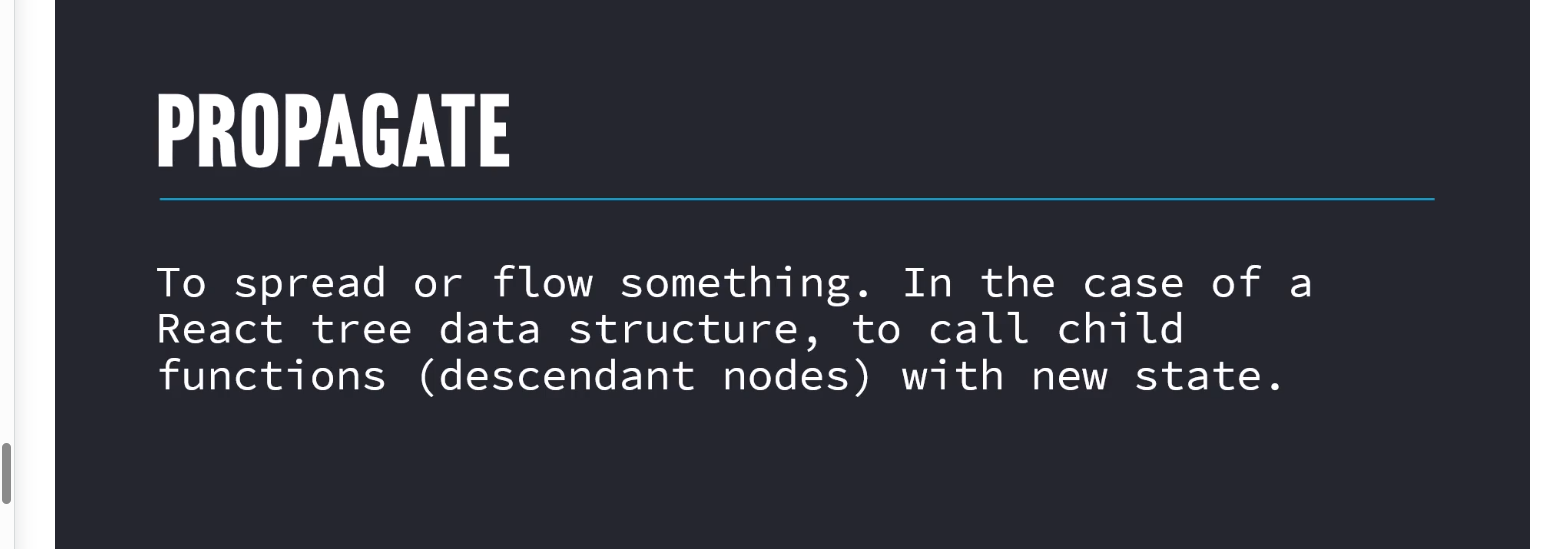 PROPAGATE
To spread or flow something. In the case of a
React tree data structure, to call child
functions (descendant nodes) with new state.